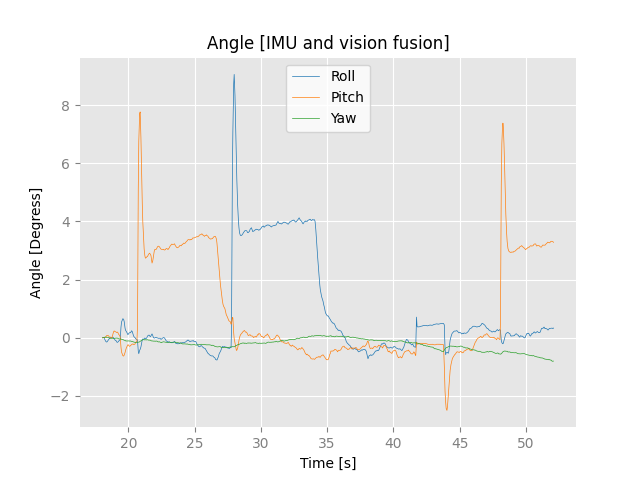 Angle [IMU and vision fusion]
Roll
Pitch
Yaw
8
6
4
2
0
−2
Angle [Degress]
20 25 30 35 40 45 50
Time [s]